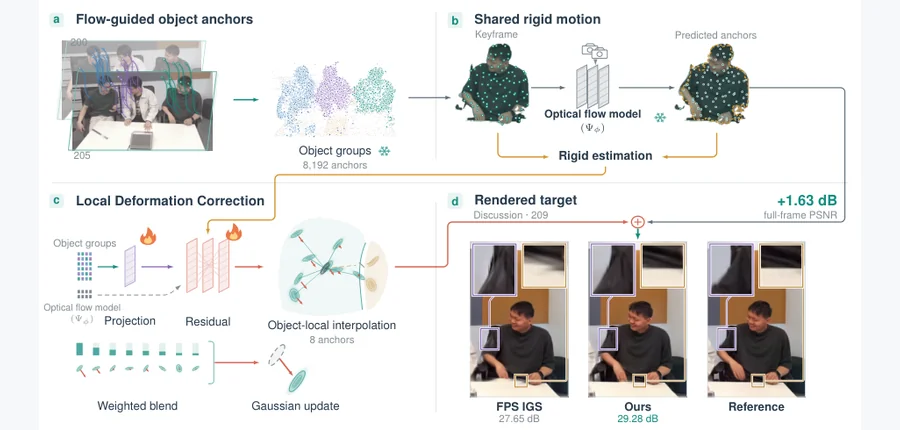 a Flow-guided object anchors
200
205
Object groups
8,192 anchors
b Shared rigid motion
Keyframe
Predicted anchors
Optical flow model
(Ψϕ)
Rigid estimation
c Local Deformation Correction
Object groups
Optical flow model
(Ψϕ)
Projection
Residual
Object-local interpolation
8 anchors
Weighted blend
Gaussian update
d Rendered target
Discussion · 209
+1.63 dB
full-frame PSNR
FPS IGS
27.65 dB
Ours
29.28 dB
Reference